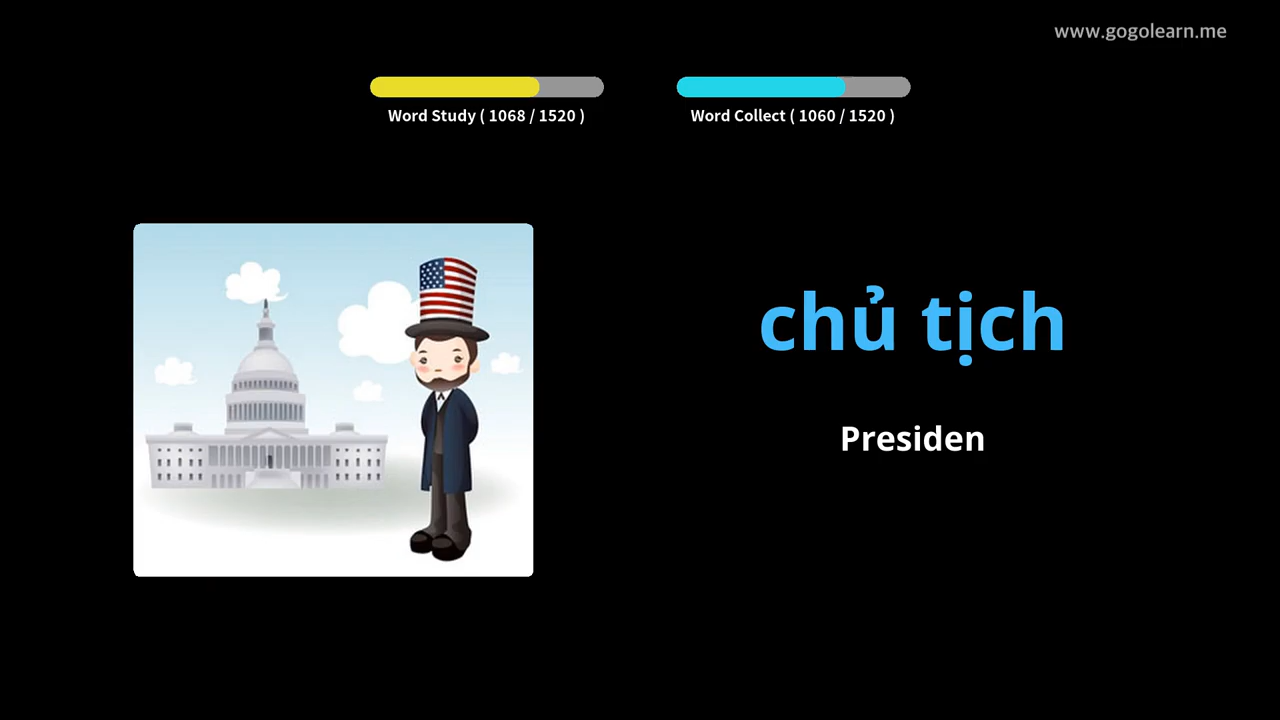 www.gogolearn.me
Word Study ( 1068 / 1520 )
Word Collect ( 1060 / 1520 )
chủ tịch
Presiden